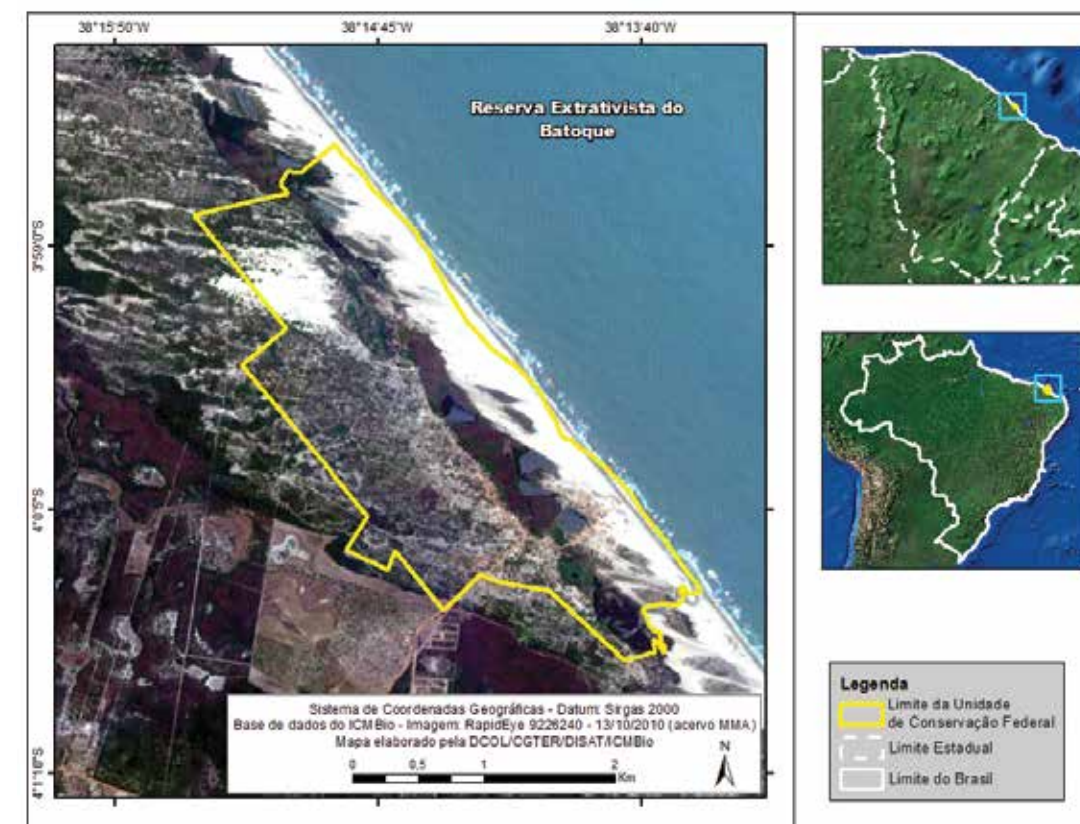 38°15'50"W 38°14'45"W 38°13'40"W
Reserva Extrativista do
Batoque
3°59'0"S
4°0'5"S
4°1'10"S
Sistema de Coordenadas Geográficas - Datum: Sirgas 2000
Base de dados do ICMBio - Imagem: RapidEye 9226240 - 13/10/2010 (acervo MMA)
Mapa elaborado pela DCOL/CGTER/DISAT/ICMBio
N
0 0,5 1 2
Km
Legenda
Limite da Unidade
de Conservação Federal
Limite Estadual
Limite do Brasil